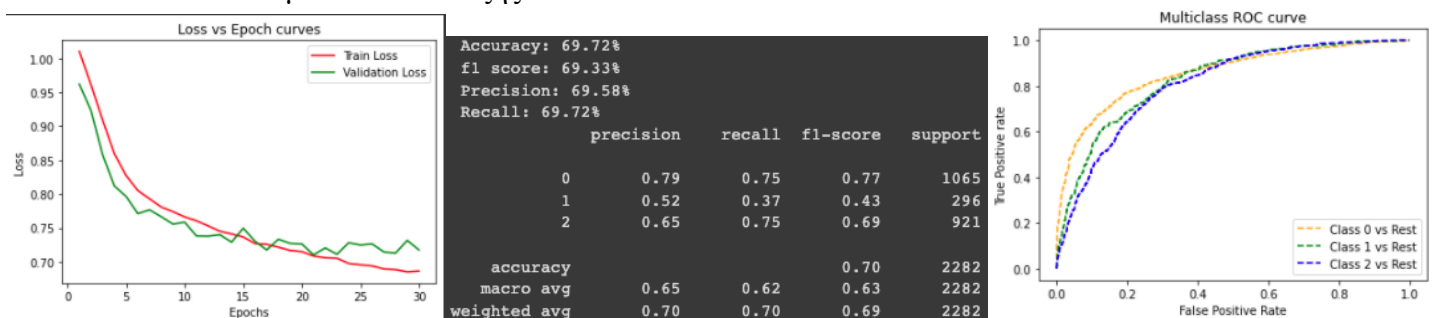 Loss vs Epoch curves
Train Loss
Validation Loss
1.00
0.95
0.90
0.85
0.80
0.75
0.70
Loss
0 5 10 15 20 25 30
Epochs
Accuracy: 69.72%
f1 score: 69.33%
Precision: 69.58%
Recall: 69.72%
precision recall f1-score support
0 0.79 0.75 0.77 1065
1 0.52 0.37 0.43 296
2 0.65 0.75 0.69 921
accuracy 0.70 2282
macro avg 0.65 0.62 0.63 2282
weighted avg 0.70 0.70 0.69 2282
Multiclass ROC curve
1.0
0.8
0.6
0.4
0.2
0.0
True Positive rate
Class 0 vs Rest
Class 1 vs Rest
Class 2 vs Rest
0.0 0.2 0.4 0.6 0.8 1.0
False Positive Rate